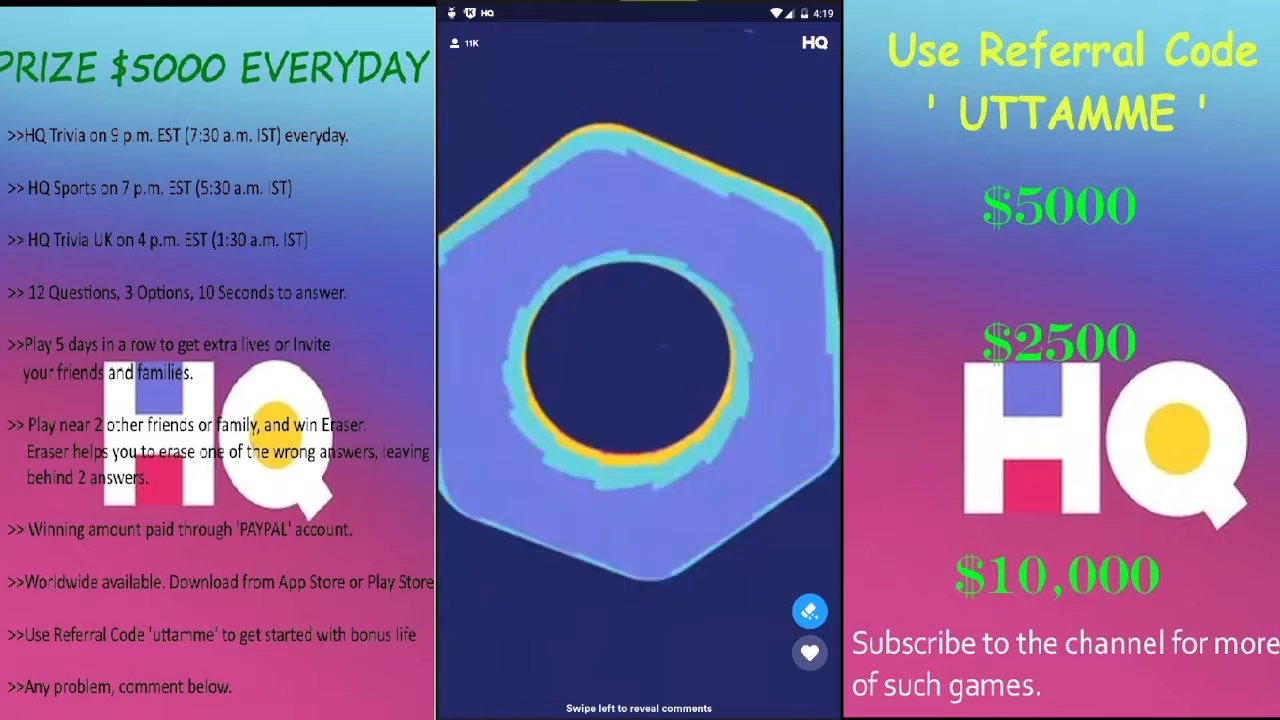 PRIZE $5000 EVERYDAY
>>HQ Trivia on 9 p.m. EST (7:30 a.m. IST) everyday.
>> HQ Sports on 7 p.m. EST (5:30 a.m. IST)
>> HQ Trivia UK on 4 p.m. EST (1:30 a.m. IST)
>> 12 Questions, 3 Options, 10 Seconds to answer.
>>Play 5 days in a row to get extra lives or Invite
your friends and families.
>> Play near 2 other friends or family, and win Eraser.
Eraser helps you to erase one of the wrong answers, leaving
behind 2 answers.
>> Winning amount paid through 'PAYPAL' account.
>>Worldwide available. Download from App Store or Play Store
>>Use Referral Code 'uttamme' to get started with bonus life
>>Any problem, comment below.
HQ
K HQ
4:19
11K
HQ
Swipe left to reveal comments
Use Referral Code
' UTTAMME '
$5000
$2500
HQ
$10,000
Subscribe to the channel for more
of such games.